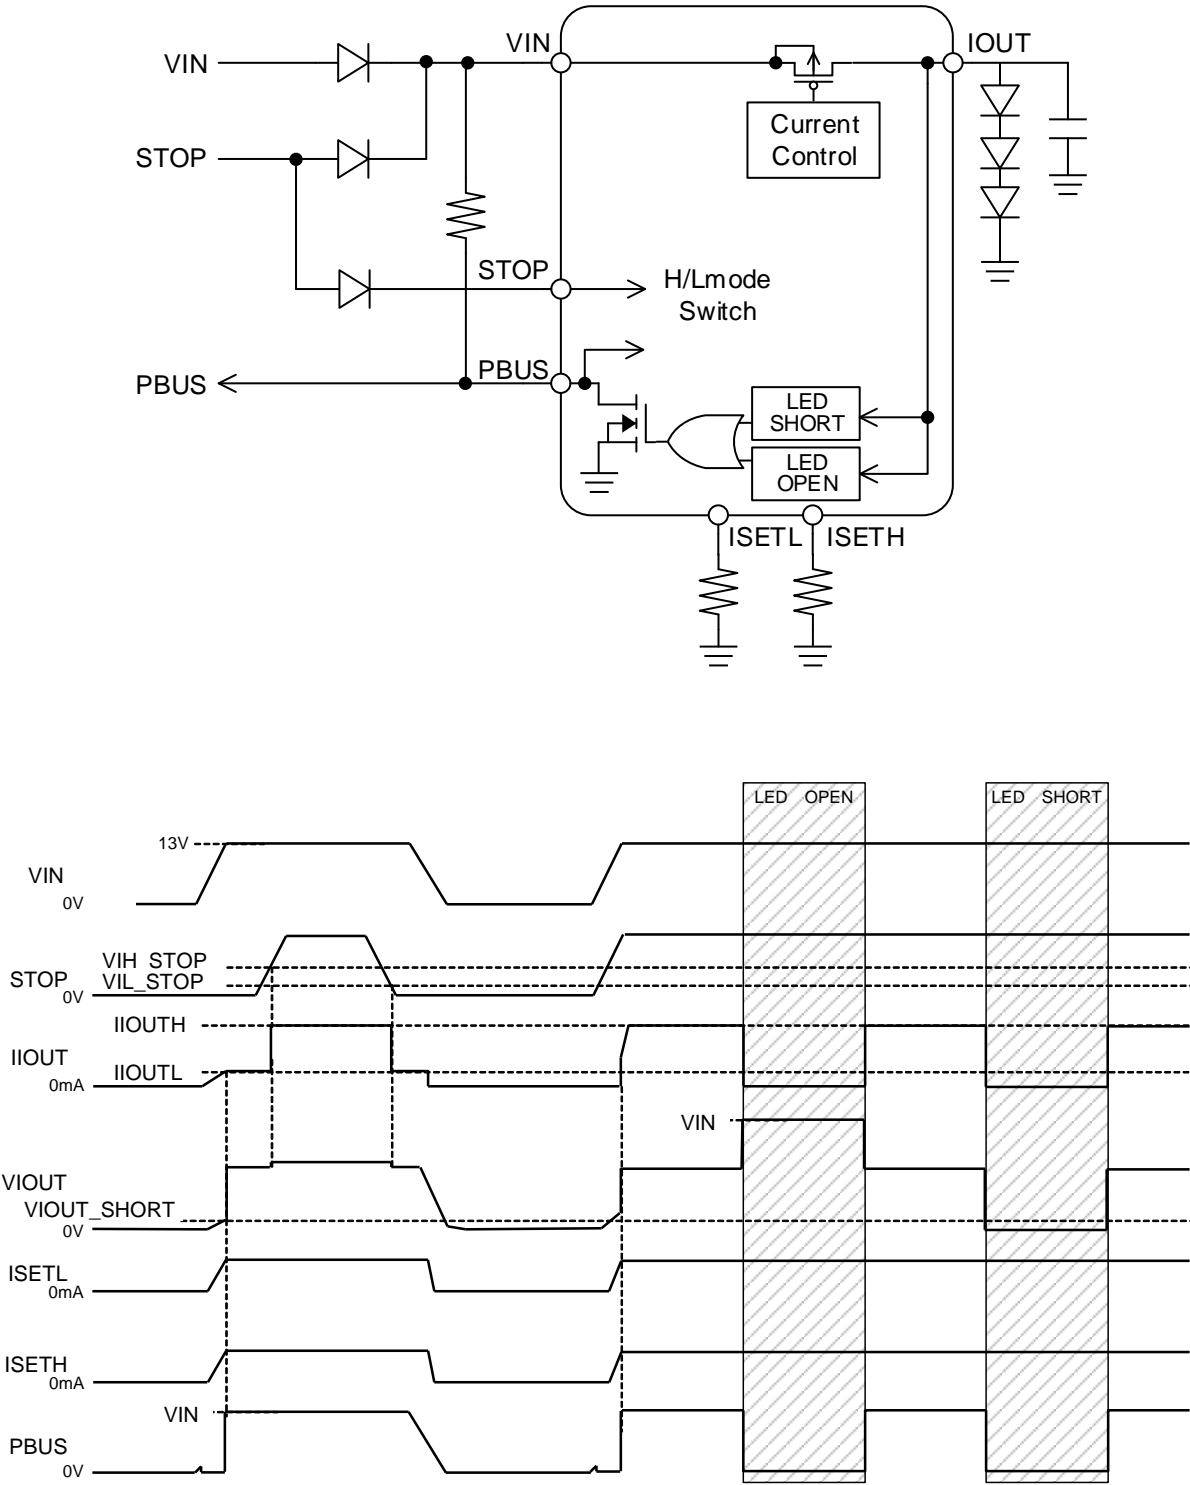 VIN
IOUT
VIN
Current
Control
STOP
STOP
H/Lmode
Switch
PBUS
PBUS
LED
SHORT
LED
OPEN
ISETL
ISETH
LED OPEN
LED SHORT
13V
VIN
0V
VIH STOP
STOP
VIL_STOP
0V
IIOUTH
IIOUT
IIOUTL
0mA
VIN
VIOUT
VIOUT_SHORT
0V
ISETL
0mA
ISETH
0mA
VIN
PBUS
0V